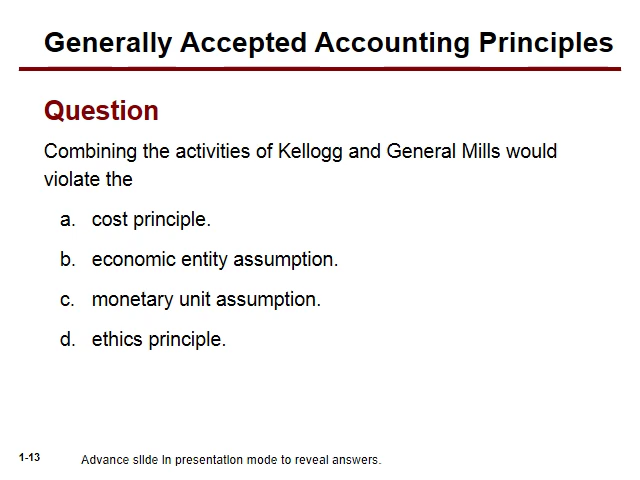 Generally Accepted Accounting Principles
Question
Combining the activities of Kellogg and General Mills would
violate the
a. cost principle.
b. economic entity assumption.
c. monetary unit assumption.
d. ethics principle.
1-13 Advance slide in presentation mode to reveal answers.